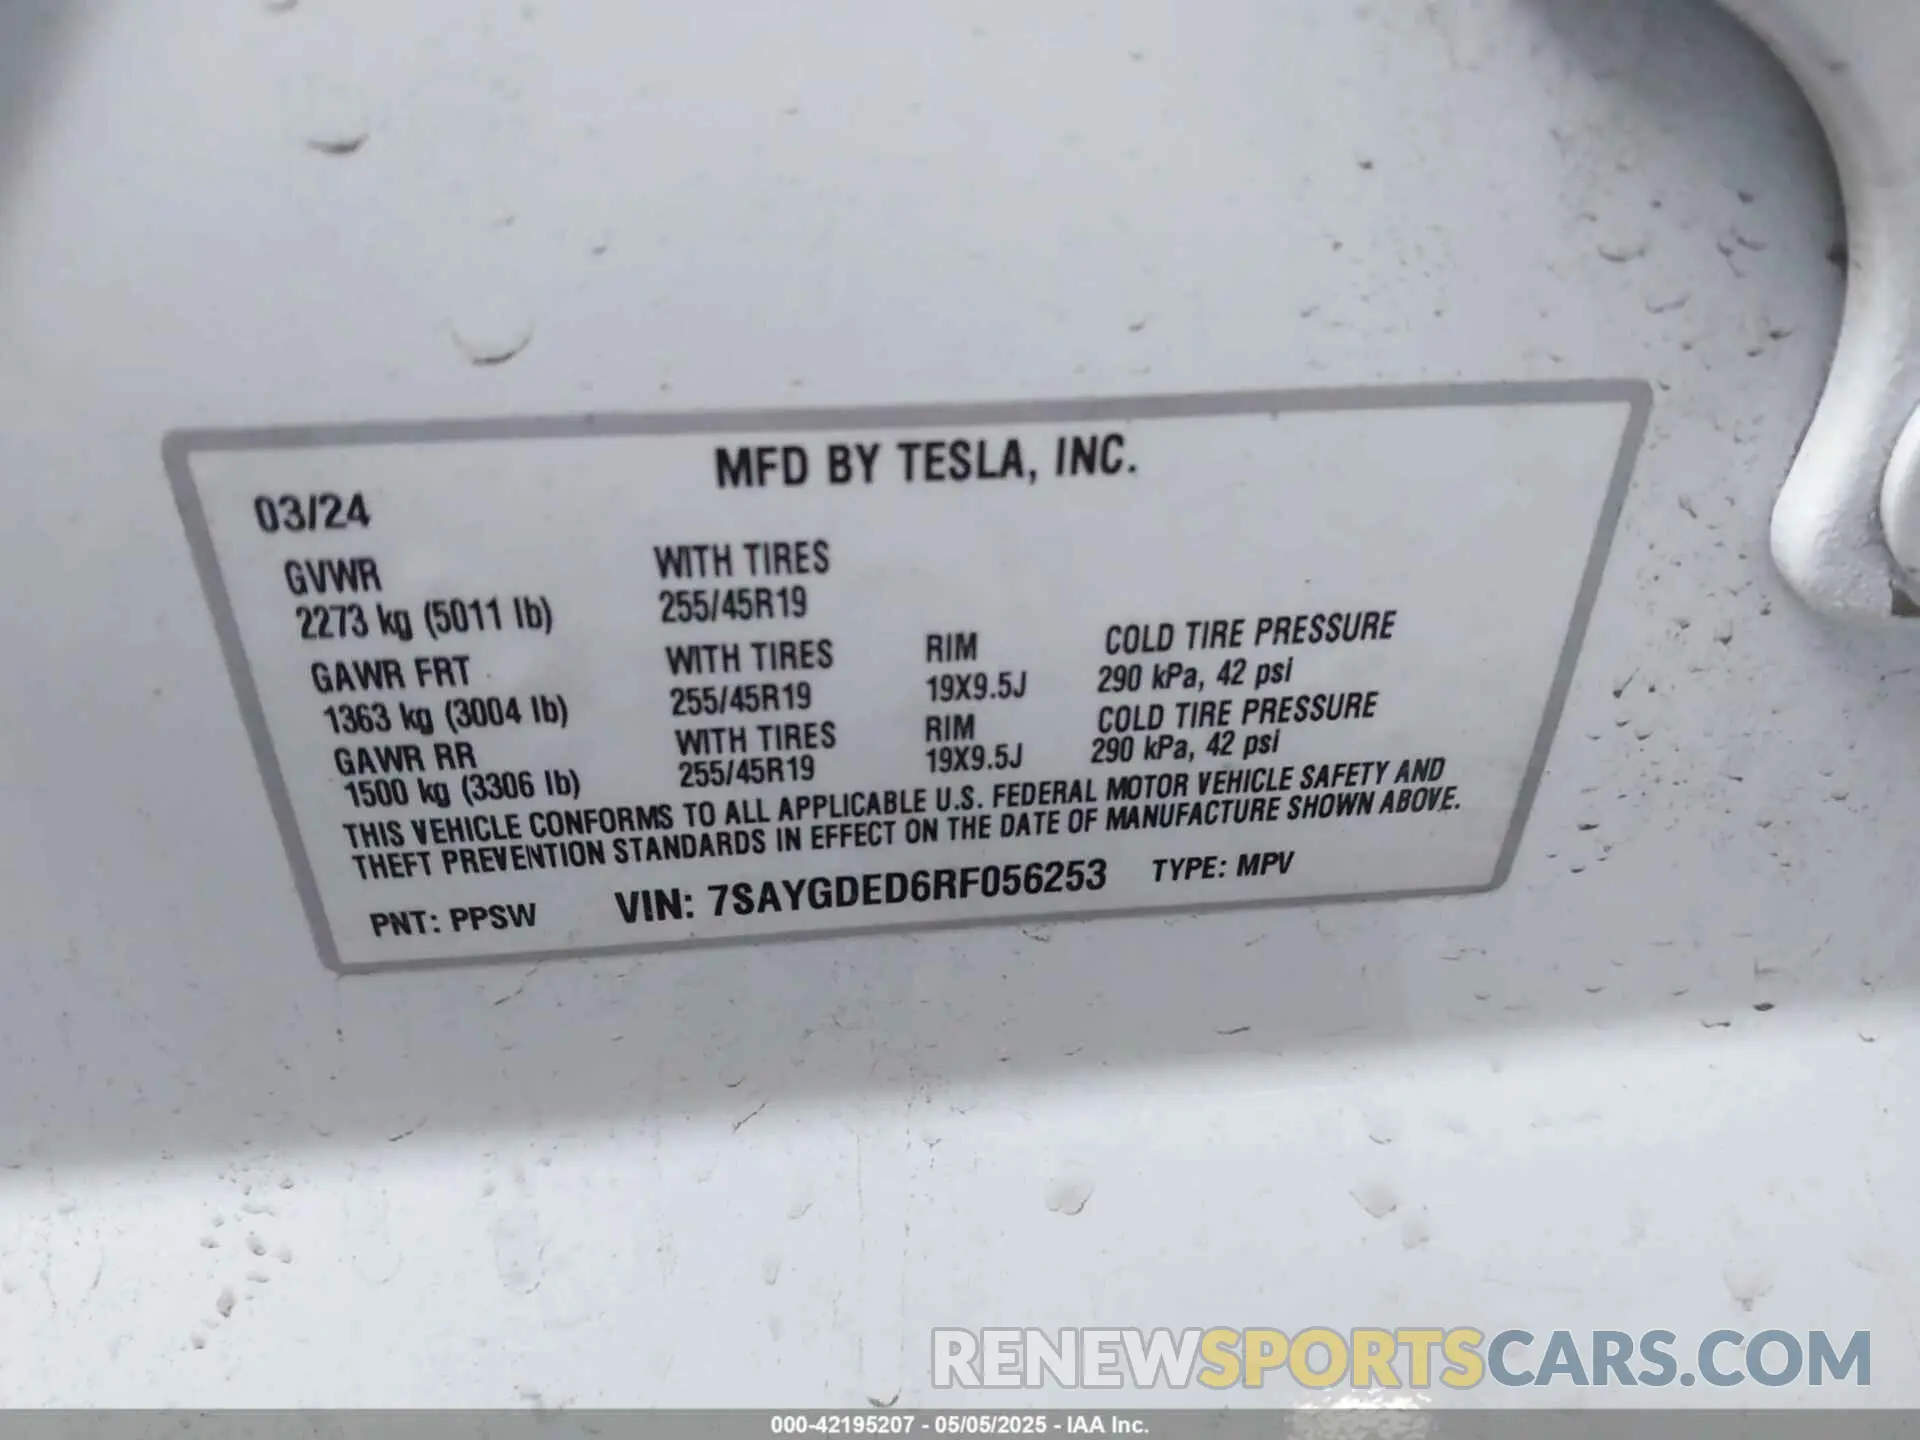 MFD BY TESLA, INC.
03/24
GVWR WITH TIRES
2273 kg (5011 lb) 255/45R19
GAWR FRT WITH TIRES RIM COLD TIRE PRESSURE
1363 kg (3004 lb) 255/45R19 19X9.5J 290 kPa, 42 psi
GAWR RR WITH TIRES RIM COLD TIRE PRESSURE
1500 kg (3306 lb) 255/45R19 19X9.5J 290 kPa, 42 psi
THIS VEHICLE CONFORMS TO ALL APPLICABLE U.S. FEDERAL MOTOR VEHICLE SAFETY AND
THEFT PREVENTION STANDARDS IN EFFECT ON THE DATE OF MANUFACTURE SHOWN ABOVE.
PNT: PPSW VIN: 7SAYGDED6RF056253 TYPE: MPV
RENEWSPORTSCARS.COM
000-42195207 - 05/05/2025 - IAA Inc.